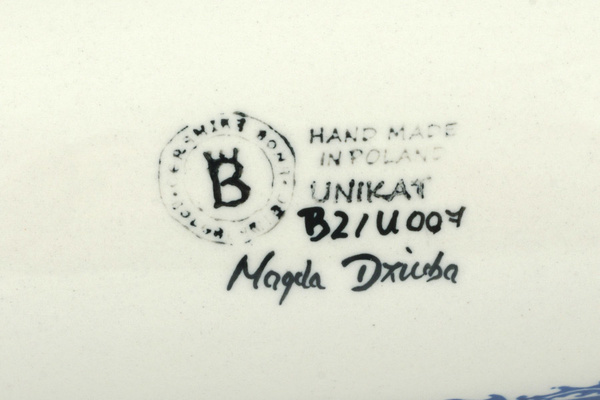 B
HAND MADE
IN POLAND
UNIKAT
B21U007
Magda Dziuba